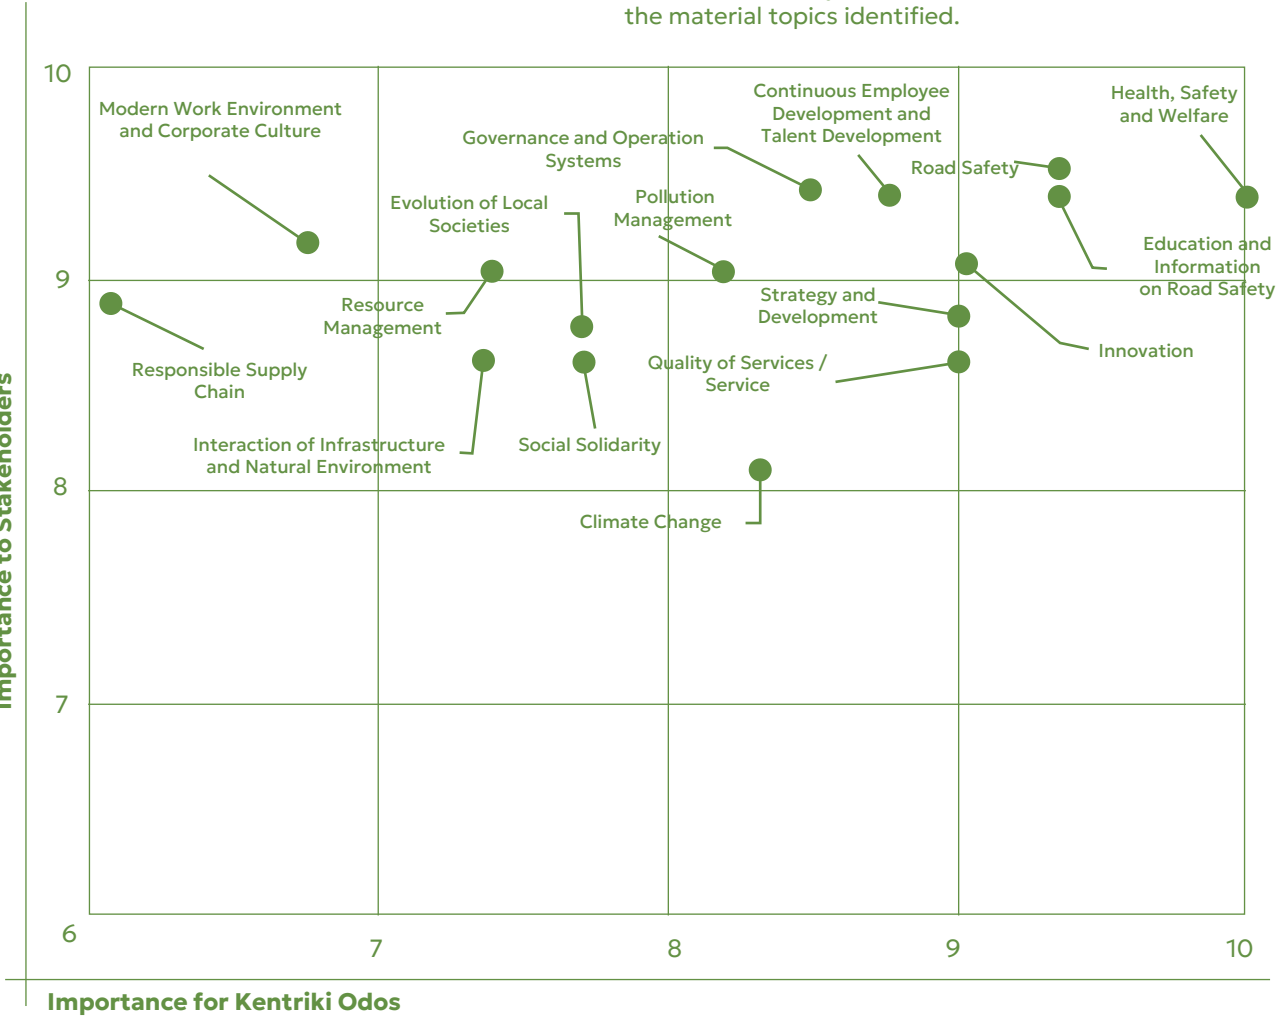 the material topics identified.
10
Modern Work Environment
and Corporate Culture
Governance and Operation
Systems
Continuous Employee
Development and
Talent Development
Health, Safety
and Welfare
Road Safety
Evolution of Local
Societies
Pollution
Management
Education and
Information
on Road Safety
9
Resource
Management
Strategy and
Development
Innovation
Responsible Supply
Chain
Quality of Services /
Service
Interaction of Infrastructure
and Natural Environment
Social Solidarity
8
Climate Change
Importance to Stakeholders
7
6
7
8
9
10
Importance for Kentriki Odos